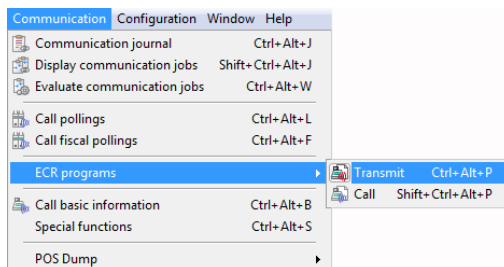 Communication Configuration Window Help
Communication journal Ctrl+Alt+J
Display communication jobs Shift+Ctrl+Alt+J
Evaluate communication jobs Ctrl+Alt+W
Call pollings Ctrl+Alt+L
Call fiscal pollings Ctrl+Alt+F
ECR programs
Transmit Ctrl+Alt+P
Call Shift+Ctrl+Alt+P
Call basic information Ctrl+Alt+B
Special functions Ctrl+Alt+S
POS Dump